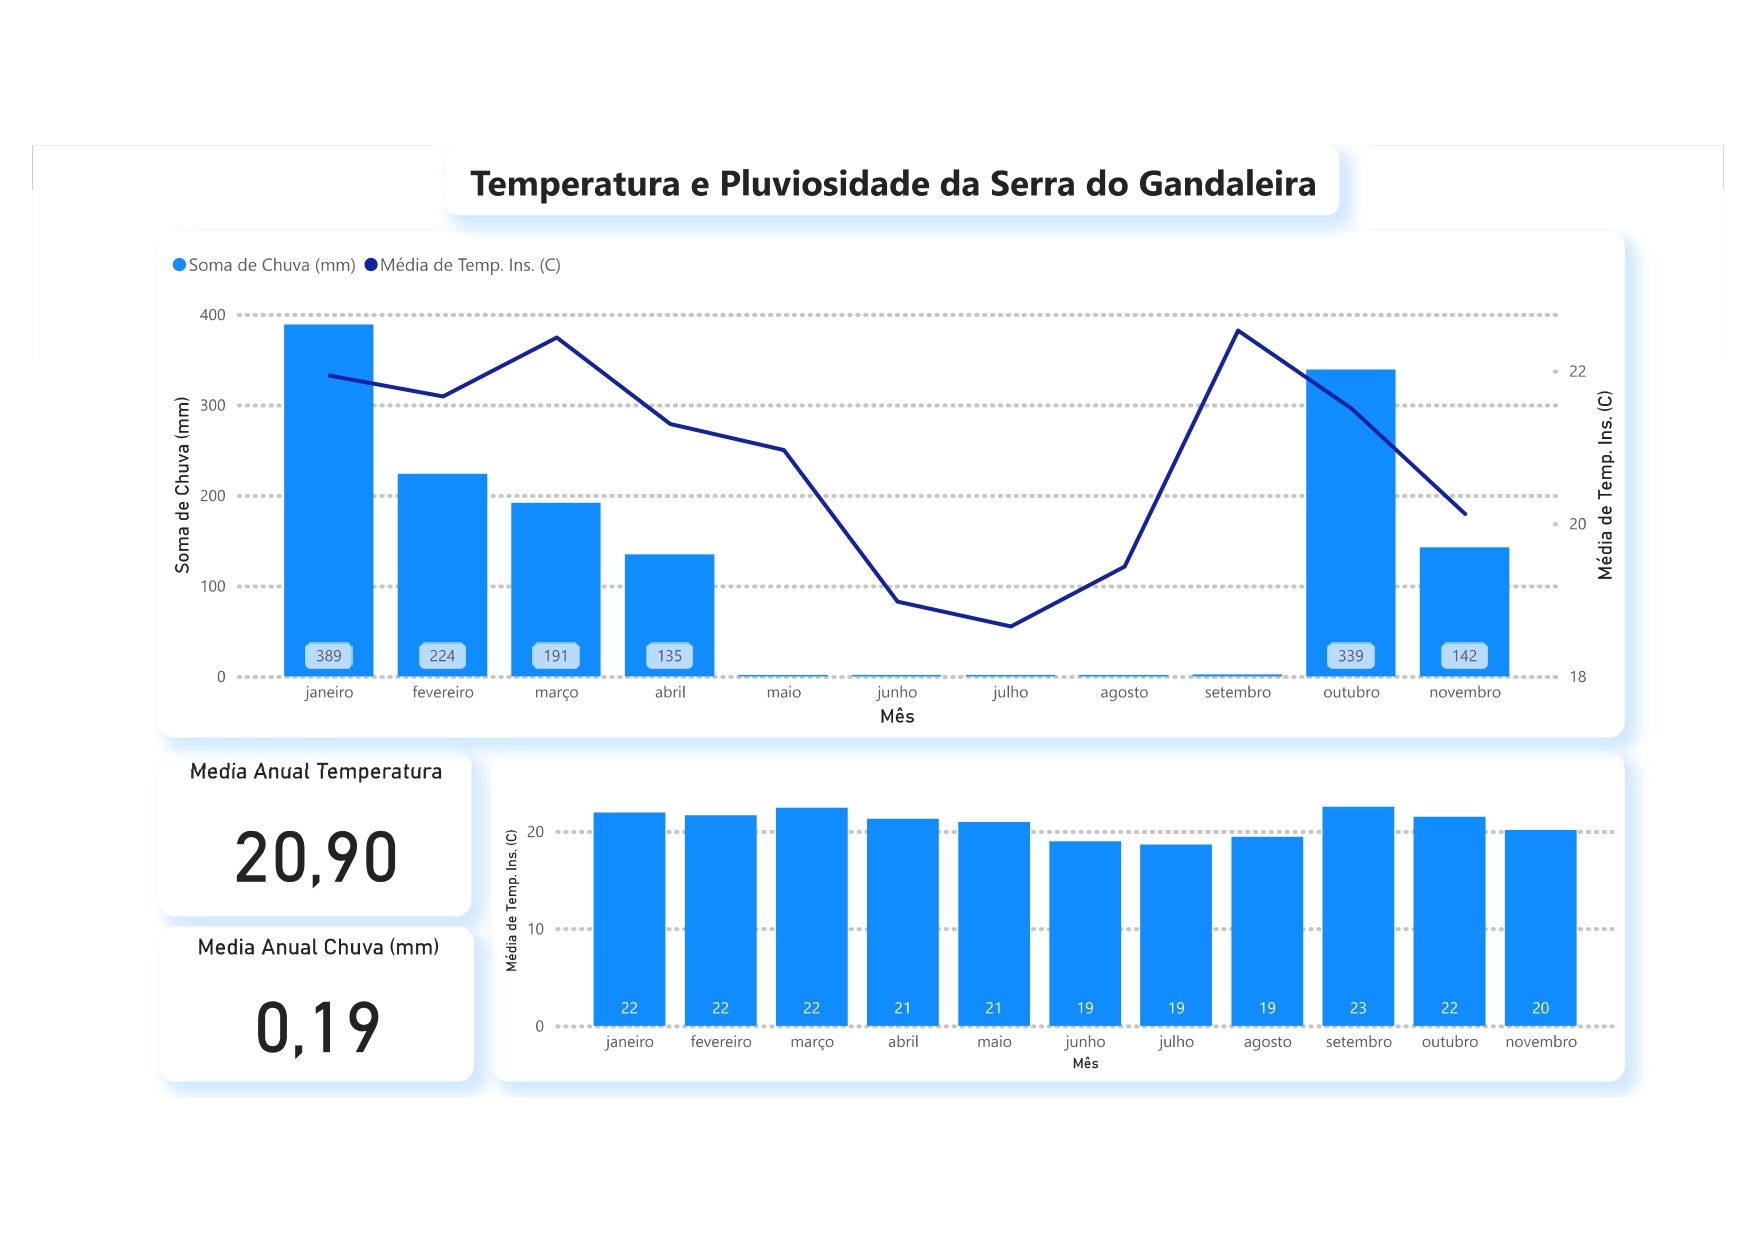 Temperatura e Pluviosidade da Serra do Gandaleira
Soma de Chuva (mm) Média de Temp. Ins. (C)
Soma de Chuva (mm)
400
300
200
100
0
22
20
18
Média de Temp. Ins. (C)
389 224 191 135 339 142
janeiro fevereiro março abril maio junho julho agosto setembro outubro novembro
Mês
Media Anual Temperatura
20,90
Media Anual Chuva (mm)
0,19
Média de Temp. Ins. (C)
20
10
0
22 22 22 21 21 19 19 19 23 22 20
janeiro fevereiro março abril maio junho julho agosto setembro outubro novembro
Mês